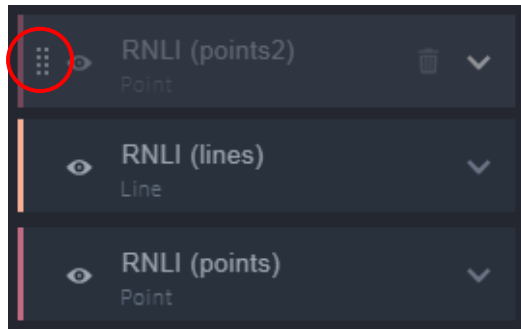 RNLI (points2)
Point
RNLI (lines)
Line
RNLI (points)
Point